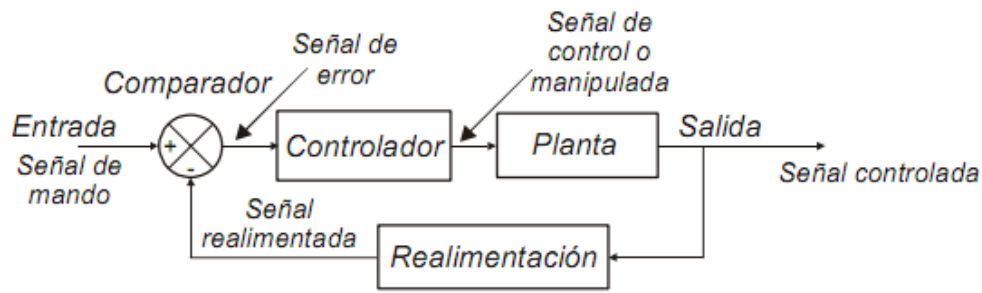 Señal de
error
Señal de
control o
manipulada
Comparador
Entrada
Señal de
mando
+
-
Controlador
Planta
Salida
Señal controlada
Señal
realimentada
Realimentación